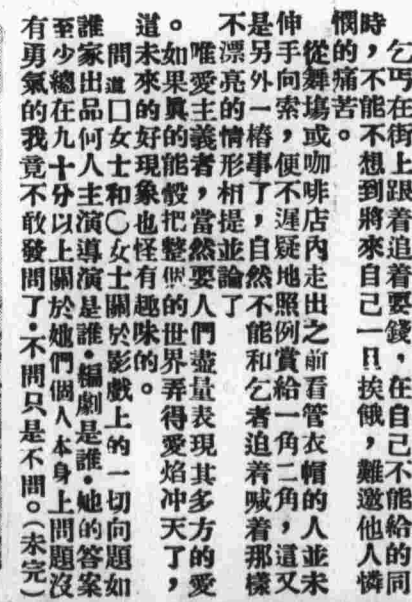 乞丐在街上跟着追着要錢，在自己不能給的同
時，不能不想到將來自己一旦挨餓，難邀他人憐
憫的痛苦。
從舞塲或咖啡店內走出之前看管衣帽的人並未
伸手向索，便不遲疑地照例賞給一角二角，這又
是另外一樁事了，自然不能和乞者追着喊着那樣
不漂亮的情形相提並論了
唯愛主義者，當然要人們盡量表現其多方的愛
。如果眞的能彀把整個的世界弄得愛焰冲天了，
道未來的好現象也怪有趣味的。
問道囗女士和〇女士關於影戲上的一切向題如
誰家出品何人主演導演是誰．編劇是誰．她的答案
至少總在九十分以上關於她們個人本身上問題沒
有勇氣的我竟不敢發問了．不問只是不問。（未完）